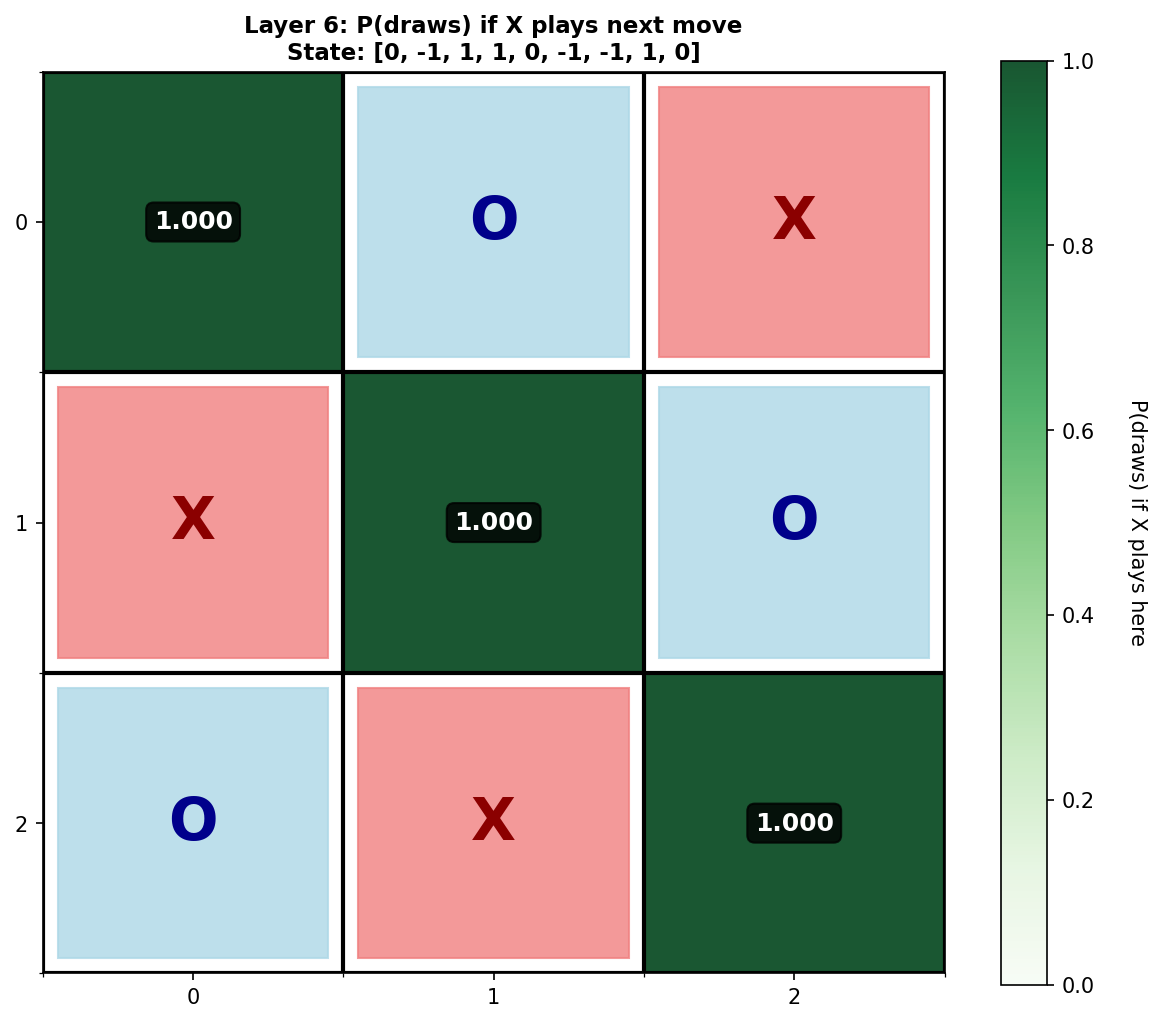 Layer 6: P(draws) if X plays next move
State: [0, -1, 1, 1, 0, -1, -1, 1, 0]
0
1.000
O
X
1
X
1.000
O
2
O
X
1.000
0
1
2
1.0
0.8
0.6
0.4
0.2
0.0
P(draws) if X plays here